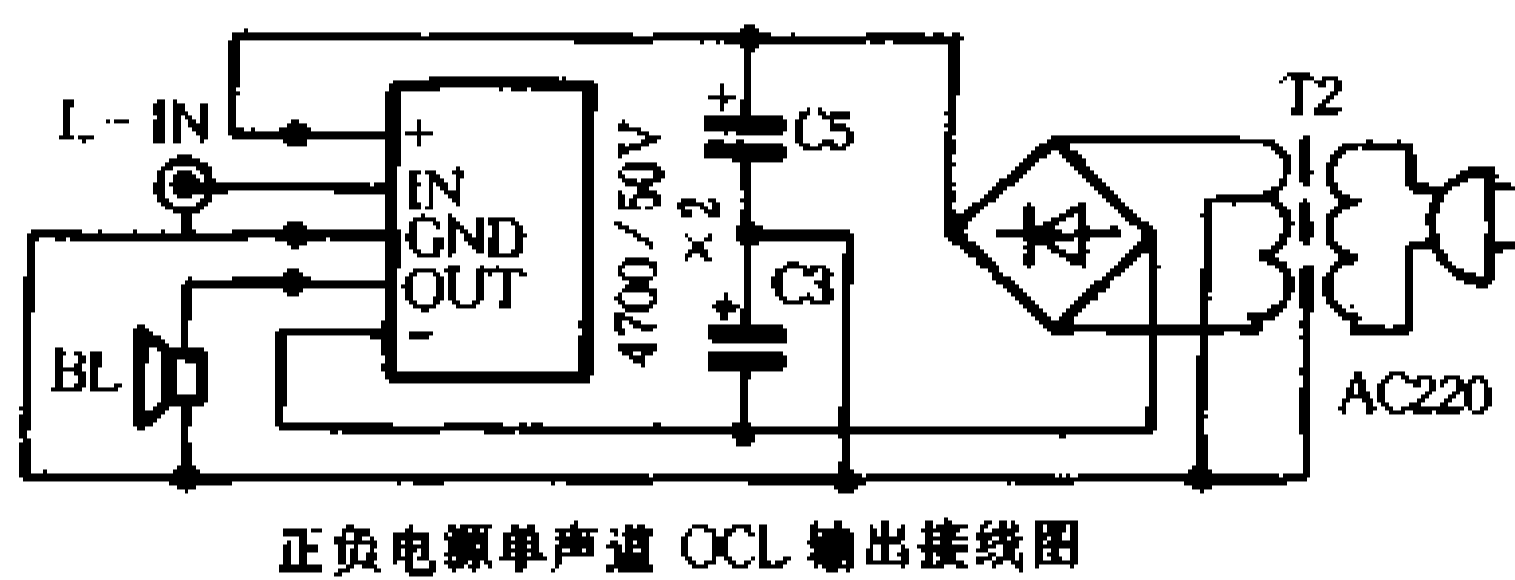 L-IN
+
IN
GND
OUT
-
BL
4700/50V
×2
+
C5
+
C3
T2
AC220
正负电源单声道 OCL 输出接线图